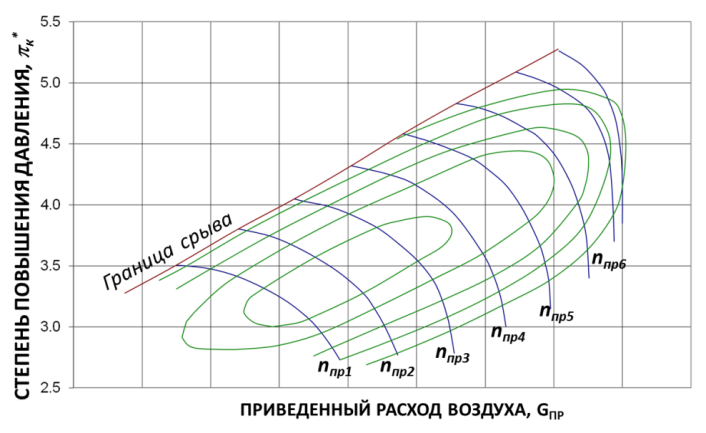 СТЕПЕНЬ ПОВЫШЕНИЯ ДАВЛЕНИЯ, πк*
5.5
5.0
4.5
4.0
3.5
3.0
2.5
Граница срыва
nпр1
nпр2
nпр3
nпр4
nпр5
nпр6
ПРИВЕДЕННЫЙ РАСХОД ВОЗДУХА, GПР